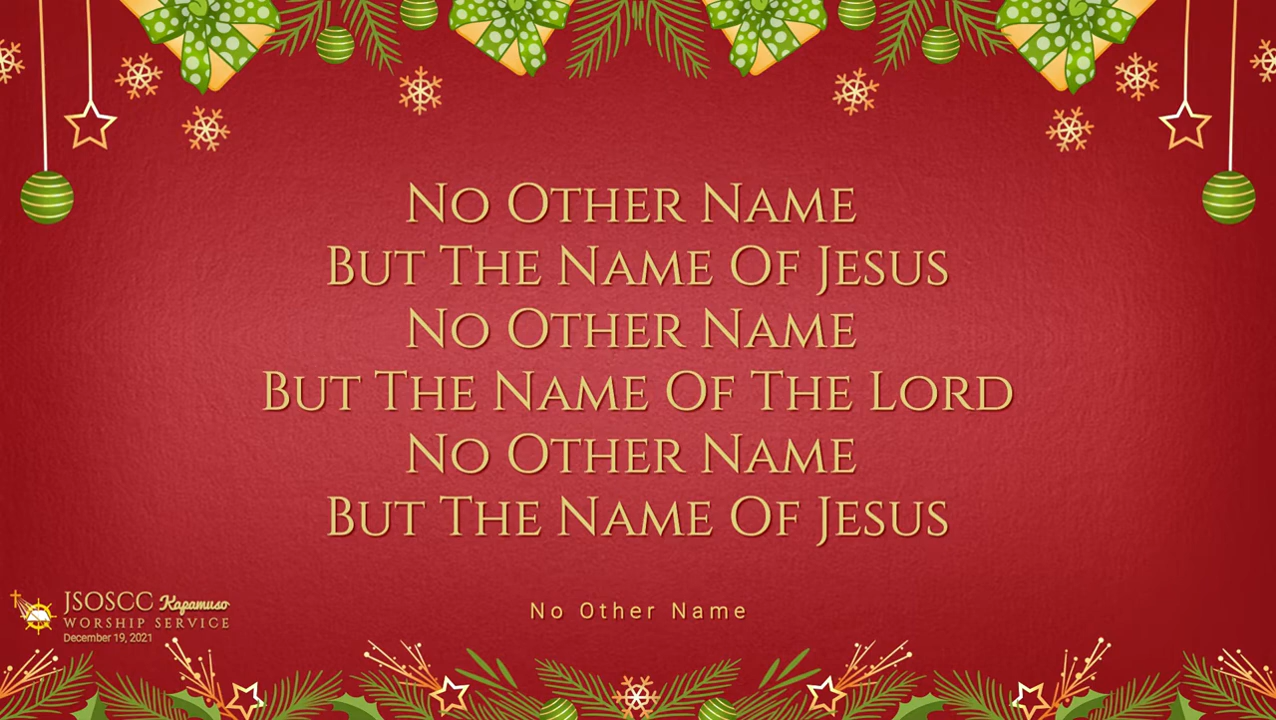 No Other Name
But The Name Of Jesus
No Other Name
But The Name Of The Lord
No Other Name
But The Name Of Jesus
No Other Name
JSOSCC Kapamuso
WORSHIP SERVICE
December 19, 2021